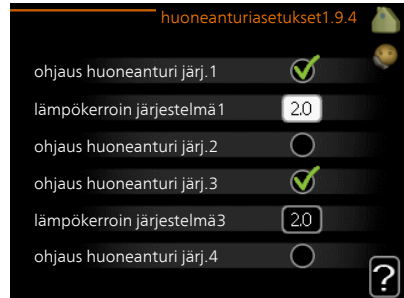 huoneanturiasetukset1.9.4
ohjaus huoneanturi järj.1
lämpökerroin järjestelmä1 2.0
ohjaus huoneanturi järj.2
ohjaus huoneanturi järj.3
lämpökerroin järjestelmä3 2.0
ohjaus huoneanturi järj.4
?